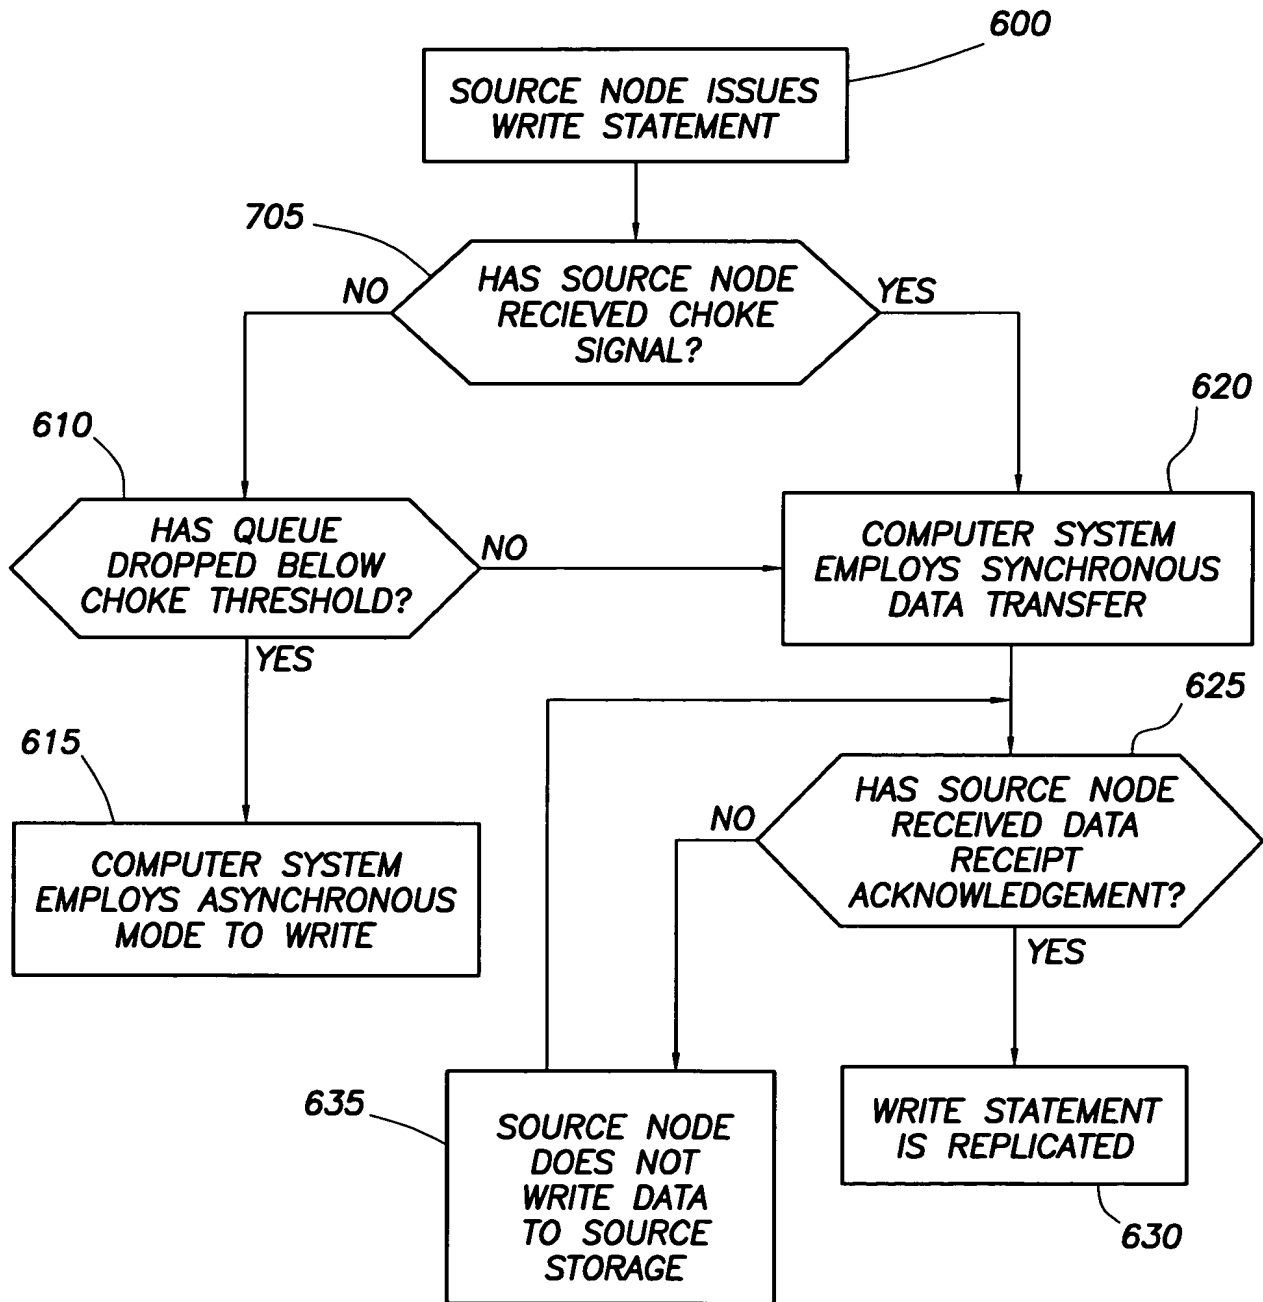 600
SOURCE NODE ISSUES
WRITE STATEMENT
705
HAS SOURCE NODE
RECIEVED CHOKE
SIGNAL?
NO
YES
610
620
HAS QUEUE
DROPPED BELOW
CHOKE THRESHOLD?
NO
YES
COMPUTER SYSTEM
EMPLOYS SYNCHRONOUS
DATA TRANSFER
615
COMPUTER SYSTEM
EMPLOYS ASYNCHRONOUS
MODE TO WRITE
625
HAS SOURCE NODE
RECEIVED DATA
RECEIPT
ACKNOWLEDGEMENT?
NO
YES
635
SOURCE NODE
DOES NOT
WRITE DATA
TO SOURCE
STORAGE
WRITE STATEMENT
IS REPLICATED
630